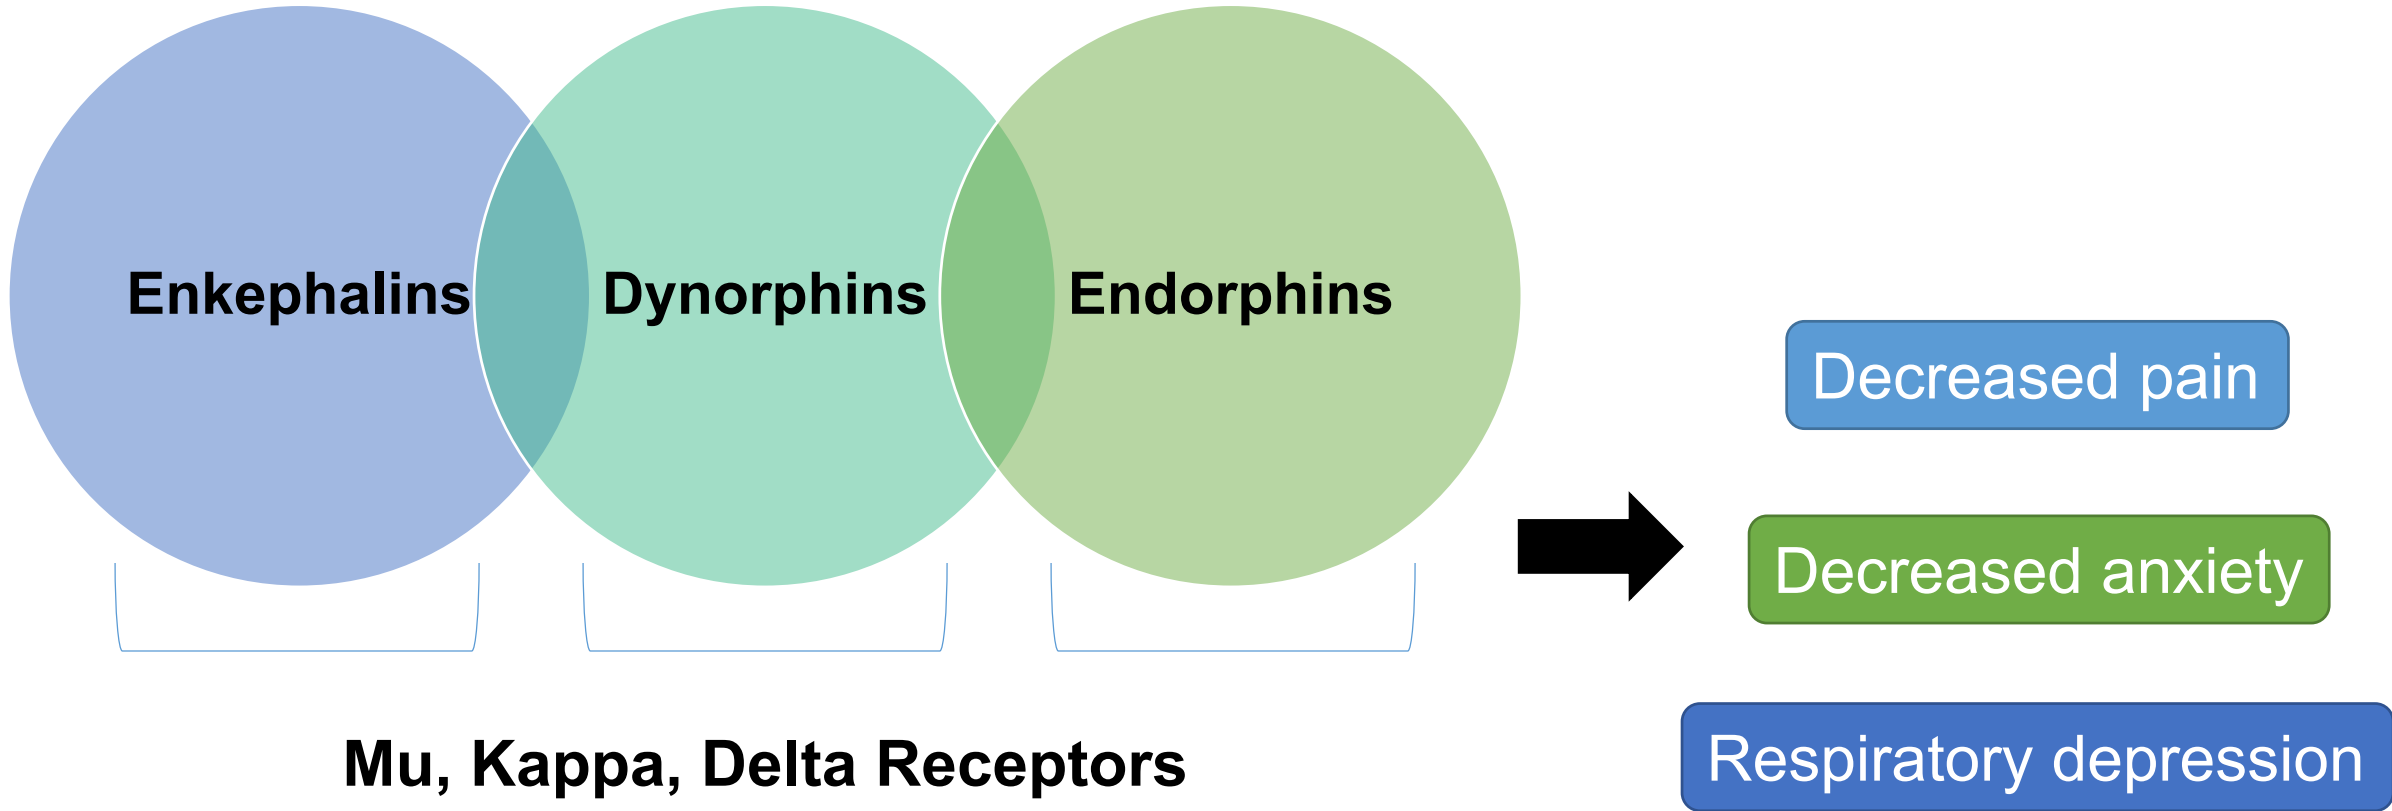 Enkephalins
Dynorphins
Endorphins
Mu, Kappa, Delta Receptors
Decreased pain
Decreased anxiety
Respiratory depression